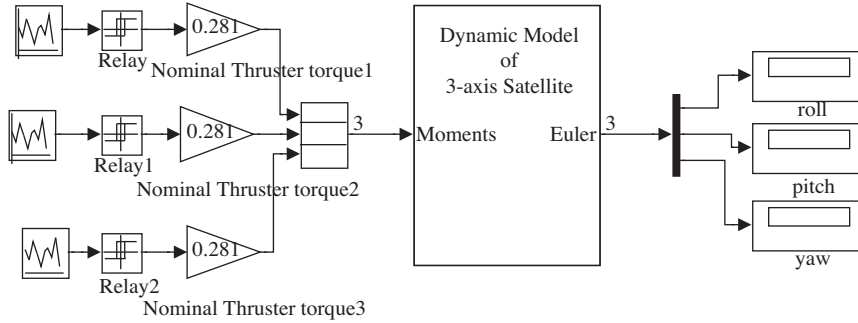 0.281
Relay
Nominal Thruster torque1
0.281
Relay1
Nominal Thruster torque2
0.281
Relay2
Nominal Thruster torque3
3
Dynamic Model
of
3-axis Satellite
Moments
Euler
3
roll
pitch
yaw